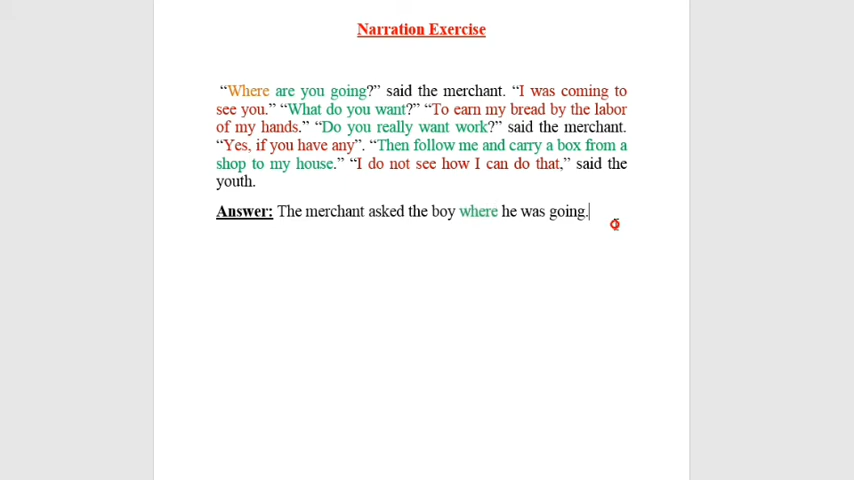 Narration Exercise
“Where are you going?” said the merchant. “I was coming to
see you.” “What do you want?” “To earn my bread by the labor
of my hands.” “Do you really want work?” said the merchant.
“Yes, if you have any”. “Then follow me and carry a box from a
shop to my house.” “I do not see how I can do that,” said the
youth.
Answer: The merchant asked the boy where he was going.